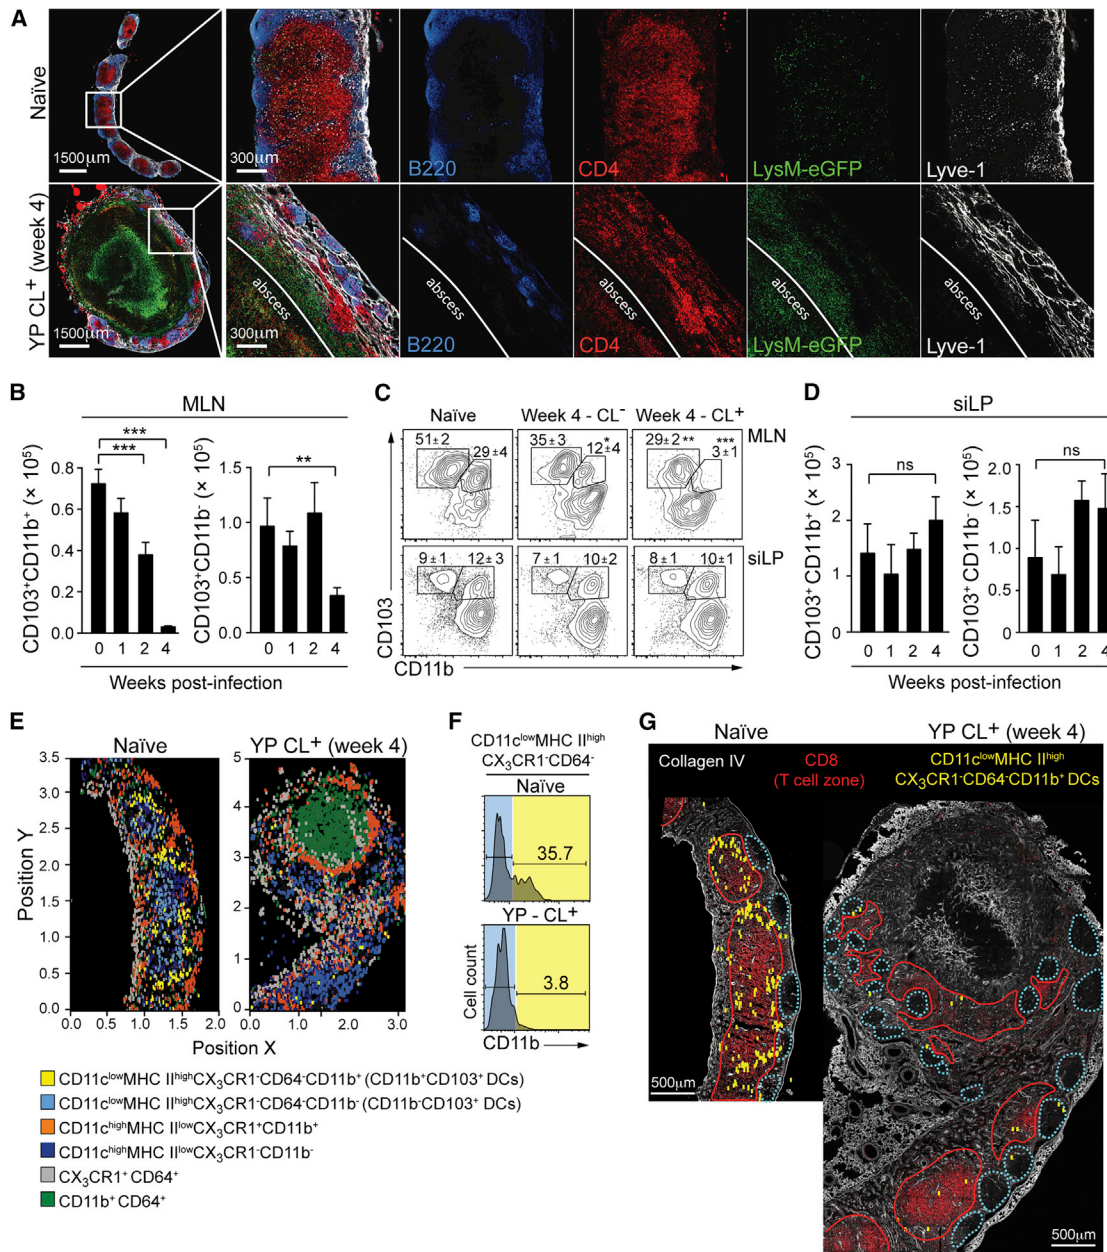 A
Naïve
1500μm
300μm
B220
CD4
LysM-eGFP
Lyve-1
YP CL⁺ (week 4)
1500μm
300μm
abscess
B220
abscess
CD4
abscess
LysM-eGFP
abscess
Lyve-1
B
MLN
CD103⁺CD11b⁺ (× 10⁵)
0.8
0.6
0.4
0.2
0.0
***
***
0 1 2 4
CD103⁺CD11b⁻ (× 10⁵)
1.5
1.0
0.5
0.0
**
0 1 2 4
Weeks post-infection
C
Naïve
Week 4 - CL⁻
Week 4 - CL⁺
MLN
51±2
29±4
35±3
*
12±4
29±2 **
***
3±1
siLP
9±1
12±3
7±1
10±2
8±1
10±1
CD103
CD11b
D
siLP
CD103⁺ CD11b⁺ (× 10⁵)
3
2
1
0
ns
0 1 2 4
CD103⁺ CD11b⁻ (× 10⁵)
2.0
1.5
1.0
0.5
0.0
ns
0 1 2 4
Weeks post-infection
E
Naïve
YP CL⁺ (week 4)
Position Y
3.5
3.0
2.5
2.0
1.5
1.0
0.5
0.0
0.0 1.0 1.5 2.0
5
4
3
2
1
0
0.0 1.0 2.0 3.0
Position X
CD11cˡᵒʷMHC IIʰⁱᵍʰCX₃CR1⁻CD64⁻CD11b⁺ (CD11b⁺CD103⁺ DCs)
CD11cˡᵒʷMHC IIʰⁱᵍʰCX₃CR1⁻CD64⁻CD11b⁻ (CD11b⁻CD103⁺ DCs)
CD11cʰⁱᵍʰMHC IIˡᵒʷCX₃CR1⁺CD11b⁺
CD11cʰⁱᵍʰMHC IIˡᵒʷCX₃CR1⁻CD11b⁻
CX₃CR1⁺ CD64⁺
CD11b⁺ CD64⁺
F
CD11cˡᵒʷMHC IIʰⁱᵍʰ
CX₃CR1⁻CD64⁻
Naïve
35.7
YP - CL⁺
3.8
Cell count
CD11b
G
Naïve
YP CL⁺ (week 4)
Collagen IV
CD8
(T cell zone)
CD11cˡᵒʷMHC IIʰⁱᵍʰ
CX₃CR1⁻CD64⁻CD11b⁺ DCs
500μm
500μm